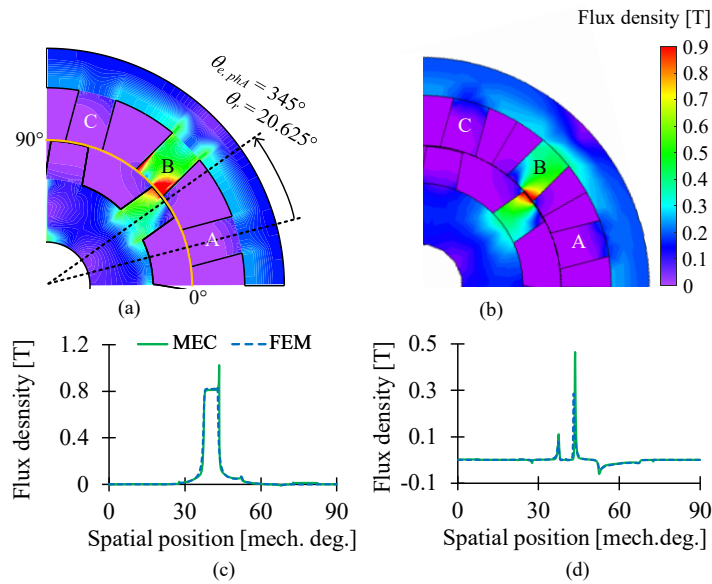 Flux density [T]
θe,phA = 345°
θr = 20.625°
90°
C
B
A
0°
(a)
C
B
A
(b)
0.9
0.8
0.7
0.6
0.5
0.4
0.3
0.2
0.1
0
MEC
FEM
Flux desnsity [T]
1.2
0.8
0.4
0
0
30
60
90
Spatial position [mech. deg.]
(c)
Flux density [T]
0.5
0.3
0.1
-0.1
0
30
60
90
Spatial position [mech.deg.]
(d)